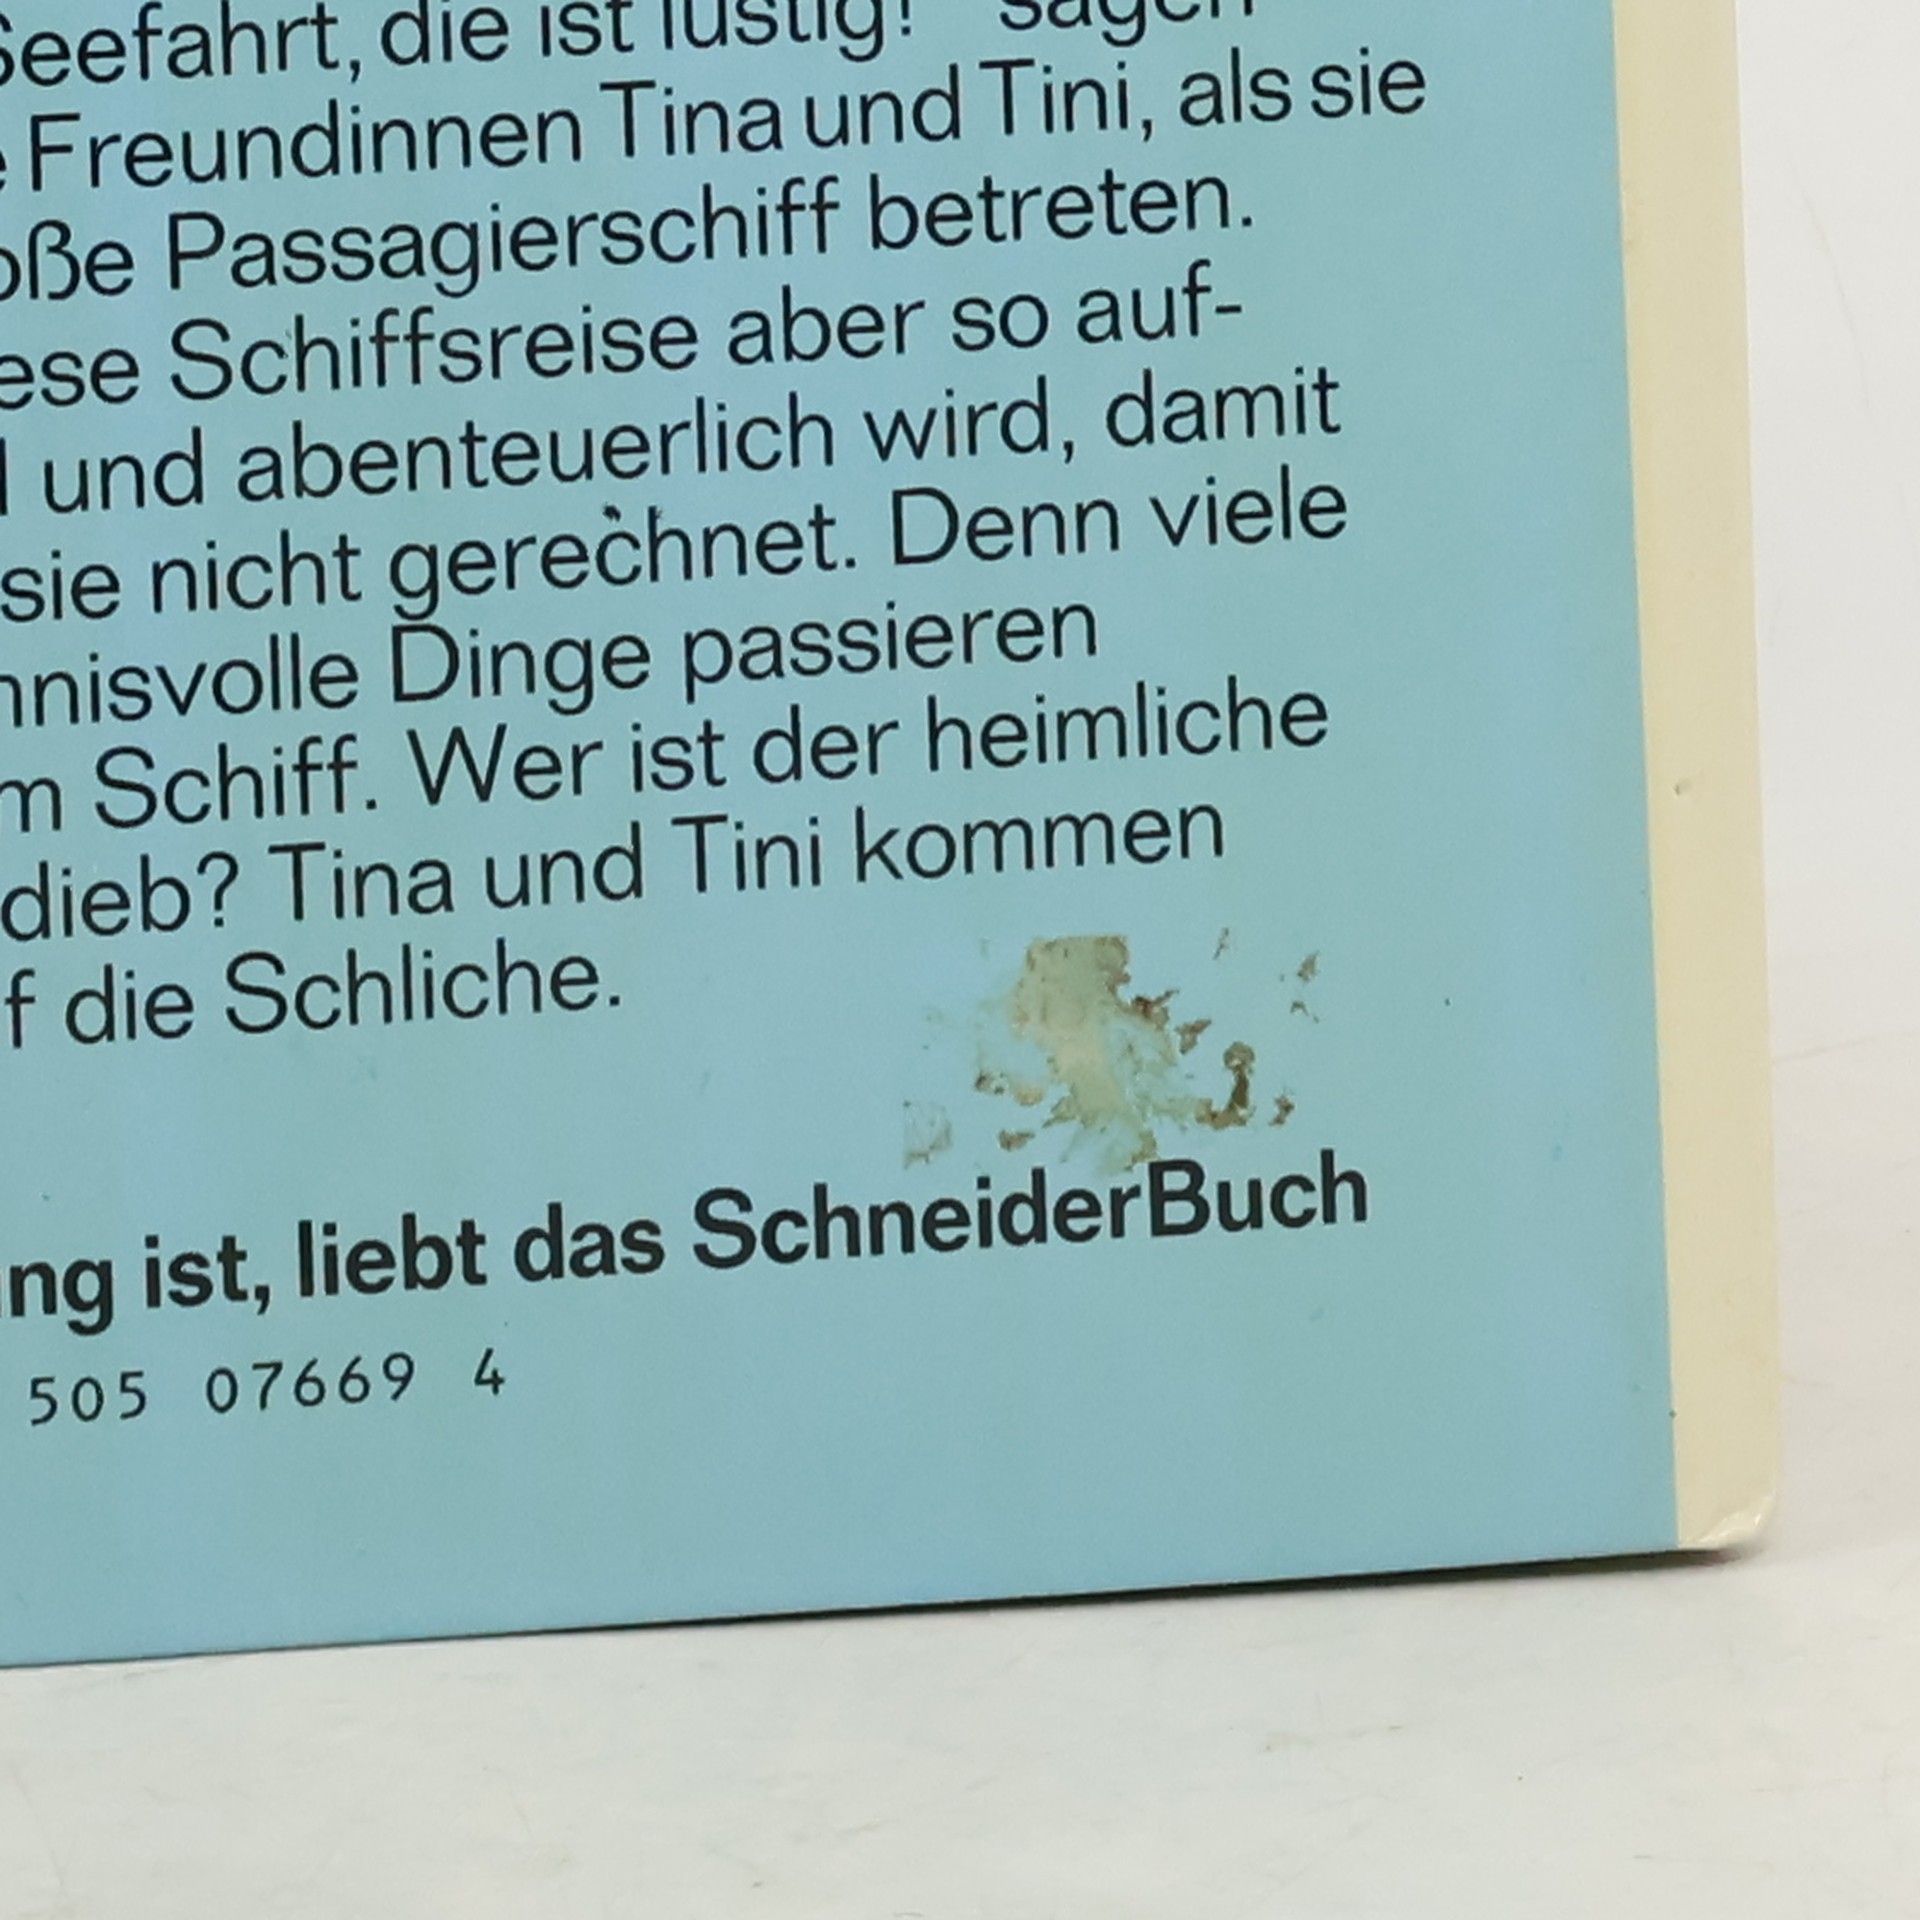 Seefahrt, die ist lustig!" sagen
Freundinnen Tina und Tini, als sie
oße Passagierschiff betreten.
ese Schiffsreise aber so auf-
und abenteuerlich wird, damit
sie nicht gerechnet. Denn viele
nisvolle Dinge passieren
m Schiff. Wer ist der heimliche
dieb? Tina und Tini kommen
f die Schliche.
ng ist, liebt das SchneiderBuch
505 07669 4